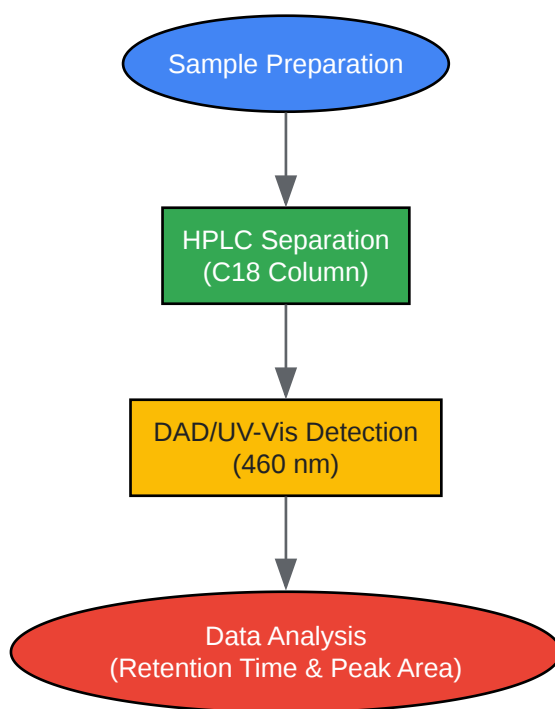 Sample Preparation
HPLC Separation
(C18 Column)
DAD/UV-Vis Detection
(460 nm)
Data Analysis
(Retention Time & Peak Area)